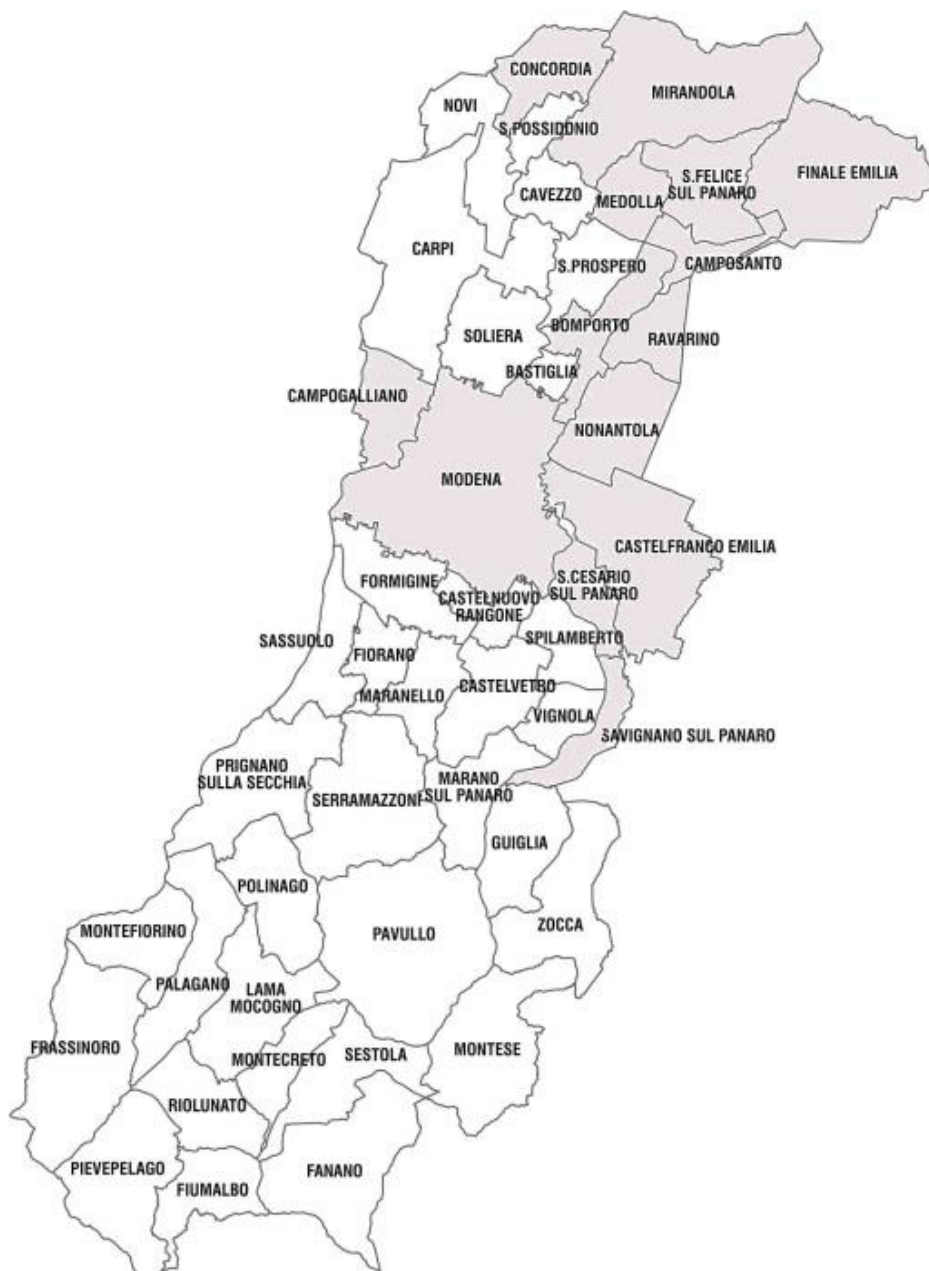 CONCORDIA
MIRANDOLA
NOVI
S.POSSIDONIO
FINALE EMILIA
S.FELICE
SUL PANARO
CAVEZZO
MEDOLLA
CARPI
S.PROSPERO
CAMPOSANTO
BOMPORTO
SOLIERA
RAVARINO
BASTIGLIA
CAMPOGALLIANO
NONANTOLA
MODENA
CASTELFRANCO EMILIA
FORMIGINE
S.CESARIO
SUL PANARO
CASTELNUOVO
RANGONE
SASSUOLO
SPILAMBERTO
FIORANO
CASTELVETRO
MARANELLO
VIGNOLA
SAVIGNANO SUL PANARO
PRIGNANO
SULLA SECCHIA
MARANO
SUL PANARO
SERRAMAZZONI
GUIGLIA
POLINAGO
ZOCCA
MONTEFIORINO
PAVULLO
PALAGANO
LAMA
MOCOGNO
FRASSINORO
MONTECRETO
SESTOLA
MONTESE
RIOLUNATO
PIEVEPELAGO
FANANO
FIUMALBO